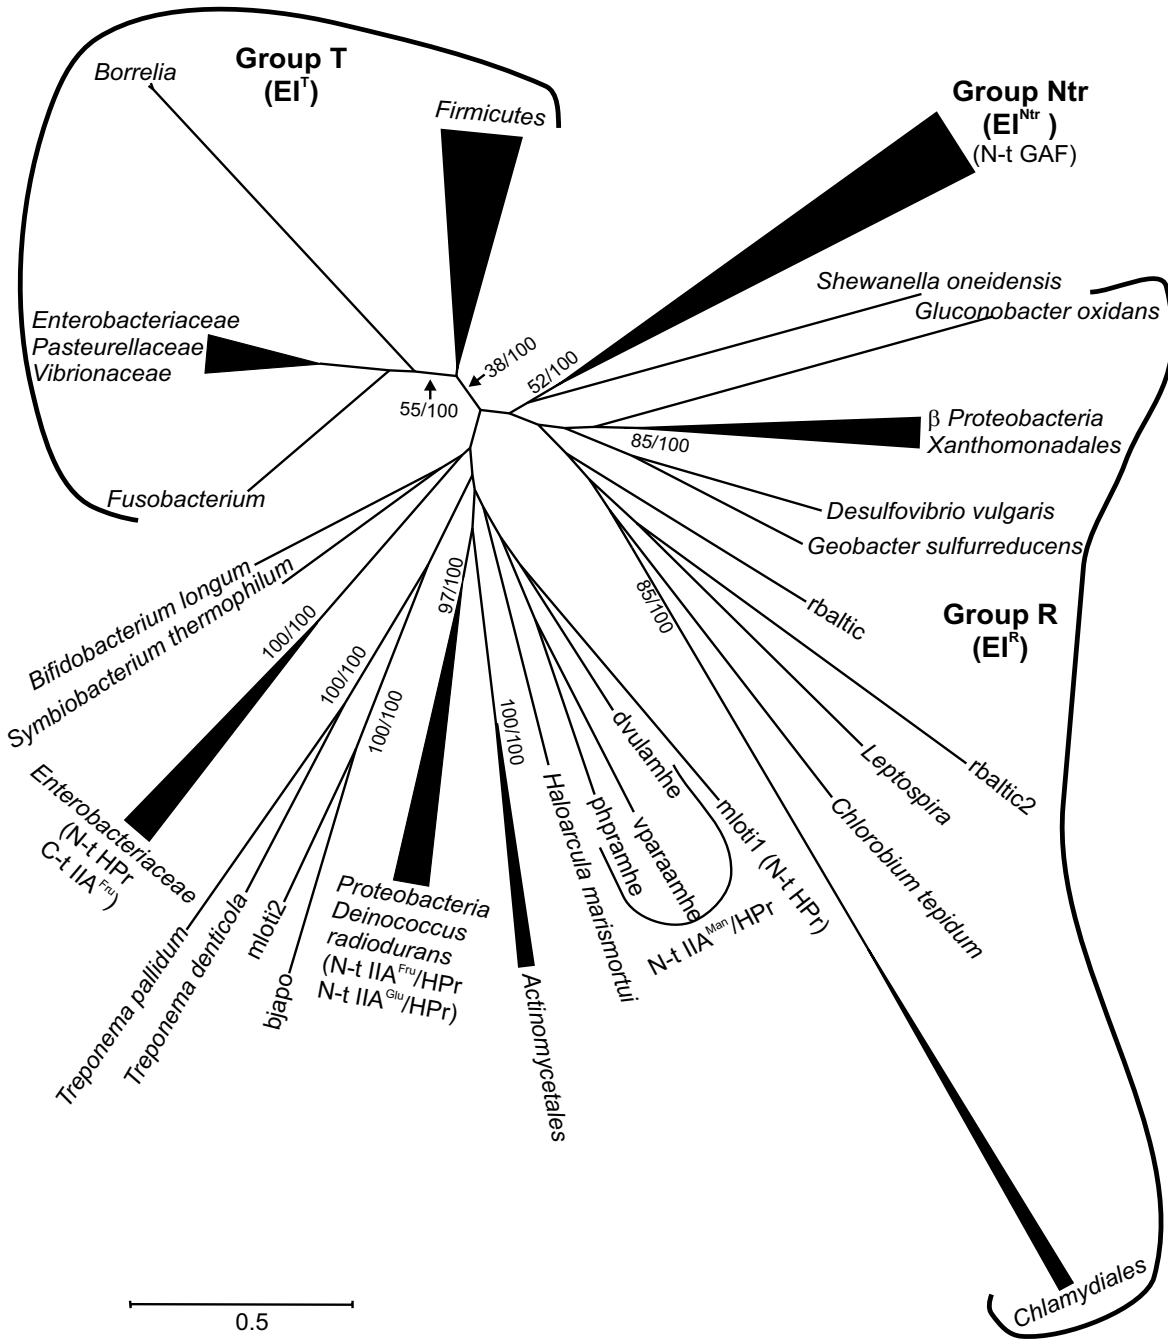 Group T
(EI^T)
Borrelia
Firmicutes
Group Ntr
(EI^Ntr )
(N-t GAF)
Shewanella oneidensis
Gluconobacter oxidans
Enterobacteriaceae
Pasteurellaceae
Vibrionaceae
38/100
52/100
55/100
85/100
β Proteobacteria
Xanthomonadales
Fusobacterium
Desulfovibrio vulgaris
Geobacter sulfurreducens
Group R
(EI^R)
rbaltic
rbaltic2
Leptospira
Chlorobium tepidum
85/100
Chlamydiales
Bifidobacterium longum
Symbiobacterium thermophilum
100/100
Enterobacteriaceae
(N-t HPr
C-t IIA^Fru)
100/100
Treponema pallidum
Treponema denticola
100/100
mloti2
bjapo
97/100
Proteobacteria
Deinococcus
radiodurans
(N-t IIA^Fru/HPr
N-t IIA^Glu/HPr)
100/100
Actinomycetales
Haloarcula marismortui
phpramhe
vparaamhe
dvulamhe
N-t IIA^Man/HPr
mloti1 (N-t HPr)
0.5